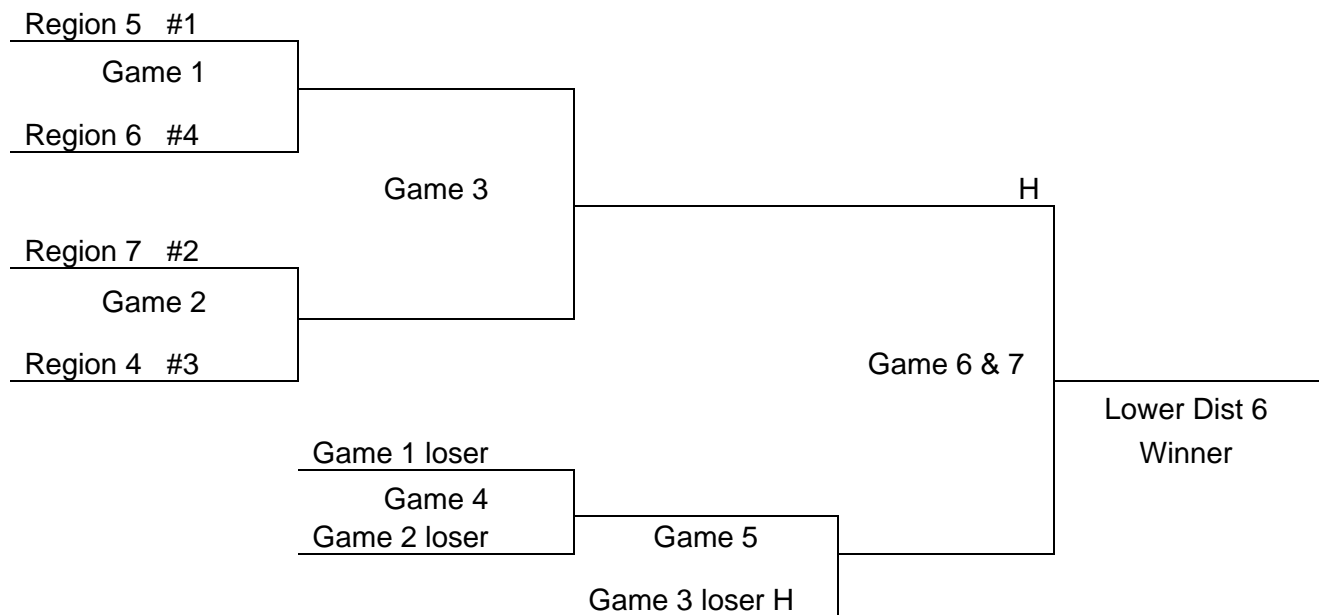 Region 5 #1
Game 1
Region 6 #4
Game 3
H
Region 7 #2
Game 2
Region 4 #3
Game 6 & 7
Lower Dist 6
Winner
Game 1 loser
Game 4
Game 2 loser
Game 5
Game 3 loser H